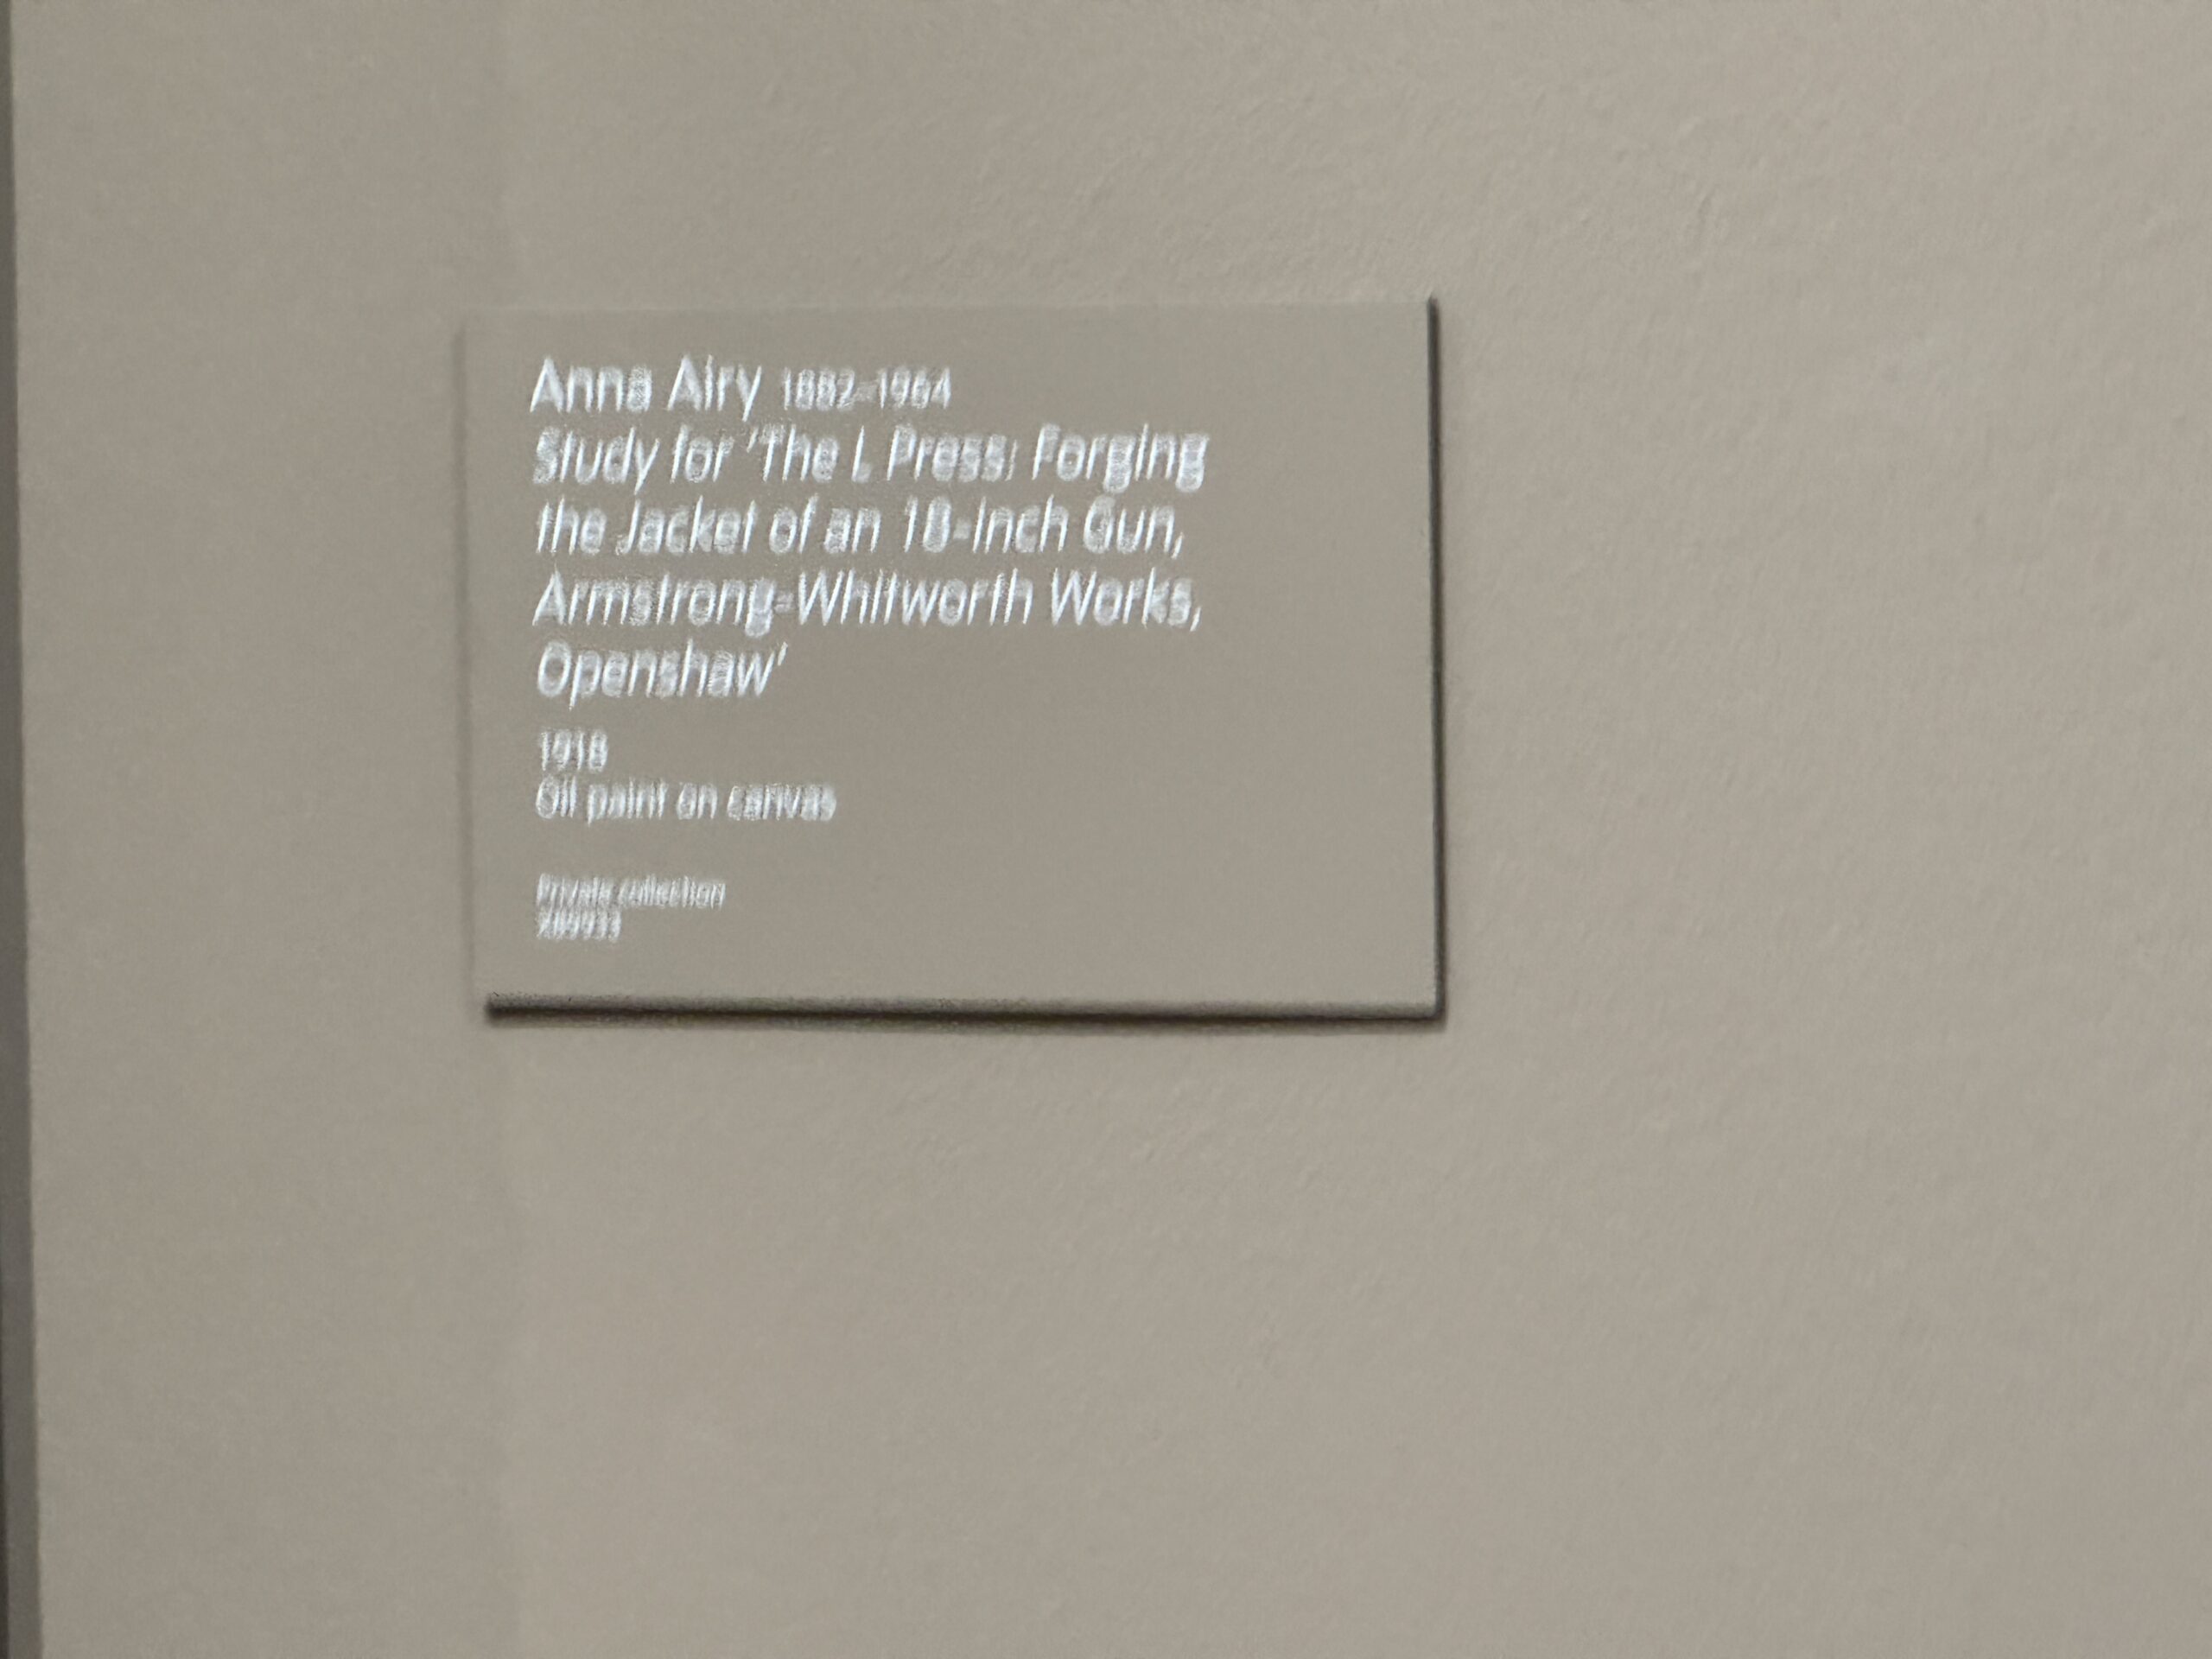 Anna Airy 1882–1964
Study for ‘The L Press: Forging
the Jacket of an 18-Inch Gun,
Armstrong-Whitworth Works,
Openshaw’
1918
Oil paint on canvas
Private collection